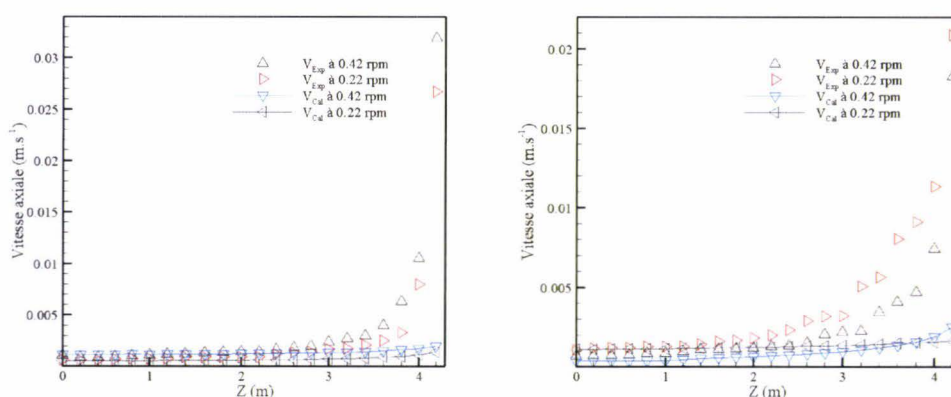 0.03
0.025
0.02
0.015
0.01
0.005
Vitesse axiale (m.s⁻¹)
V_Exp à 0.42 rpm
V_Exp à 0.22 rpm
V_Cal à 0.42 rpm
V_Cal à 0.22 rpm
0 1 2 3 4
Z (m)
0.02
0.015
0.01
0.005
Vitesse axiale (m.s⁻¹)
V_Exp à 0.42 rpm
V_Exp à 0.22 rpm
V_Cal à 0.42 rpm
V_Cal à 0.22 rpm
0 1 2 3 4
Z (m)